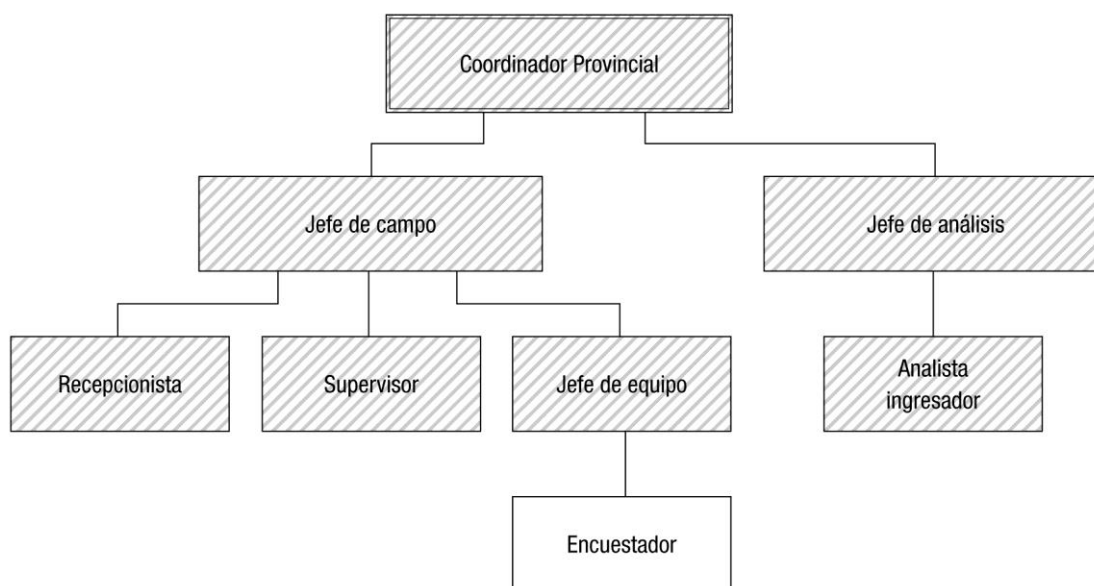 Coordinador Provincial
Jefe de campo
Jefe de análisis
Recepcionista
Supervisor
Jefe de equipo
Analista
ingresador
Encuestador